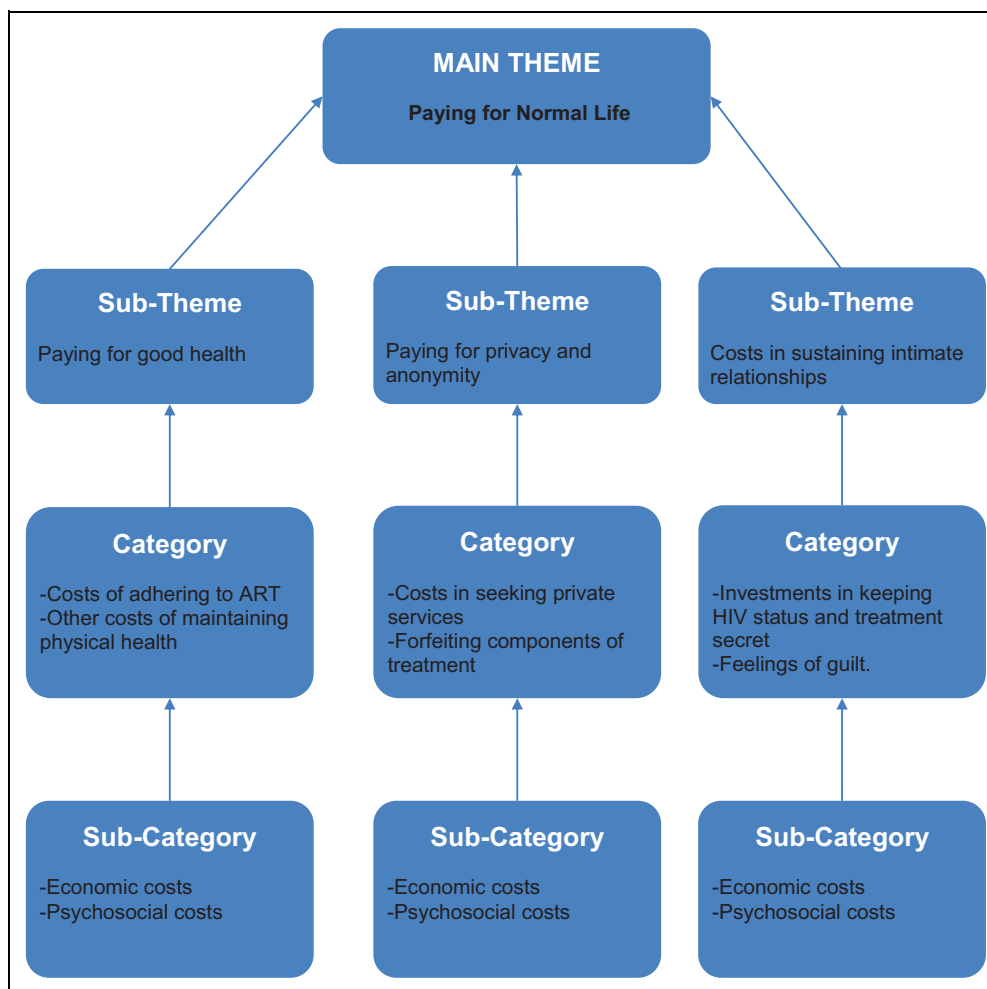 MAIN THEME
Paying for Normal Life
Sub-Theme
Paying for good health
Sub-Theme
Paying for privacy and
anonymity
Sub-Theme
Costs in sustaining intimate
relationships
Category
-Costs of adhering to ART
-Other costs of maintaining
physical health
Category
-Costs in seeking private
services
-Forfeiting components of
treatment
Category
-Investments in keeping
HIV status and treatment
secret
-Feelings of guilt.
Sub-Category
-Economic costs
-Psychosocial costs
Sub-Category
-Economic costs
-Psychosocial costs
Sub-Category
-Economic costs
-Psychosocial costs